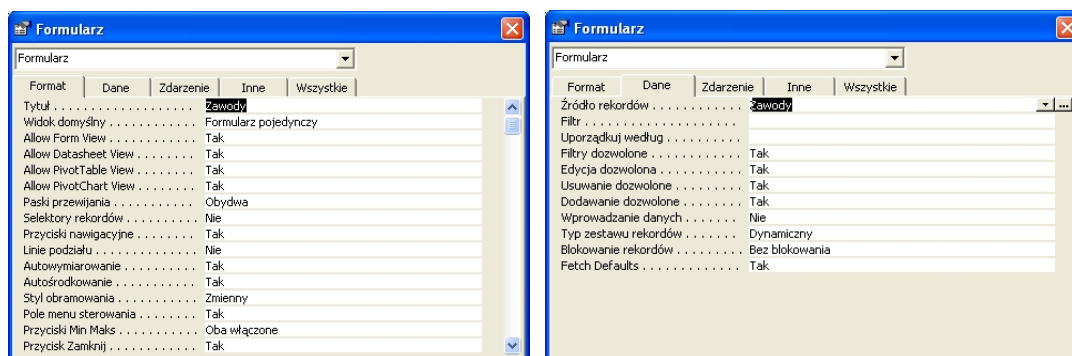 Formularz
Formularz
Format Dane Zdarzenie Inne Wszystkie
Tytuł . . . . . . . . . . . . . . . . . . . Zawody
Widok domyślny . . . . . . . . . . . . Formularz pojedynczy
Allow Form View . . . . . . . . . . . Tak
Allow Datasheet View . . . . . . . . Tak
Allow PivotTable View . . . . . . . . Tak
Allow PivotChart View . . . . . . . . Tak
Paski przewijania . . . . . . . . . . . Obydwa
Selektory rekordów . . . . . . . . . . Nie
Przyciski nawigacyjne . . . . . . . . Tak
Linie podziału . . . . . . . . . . . . . Nie
Autowymiarowanie . . . . . . . . . . Tak
Autośrodkowanie . . . . . . . . . . . Tak
Styl obramowania . . . . . . . . . . . Zmienny
Pole menu sterowania . . . . . . . . Tak
Przyciski Min Maks . . . . . . . . . . . Oba włączone
Przycisk Zamknij . . . . . . . . . . . . Tak
Formularz
Formularz
Format Dane Zdarzenie Inne Wszystkie
Źródło rekordów . . . . . . . . . . . . Zawody ...
Filtr . . . . . . . . . . . . . . . . . . . .
Uporządkuj według . . . . . . . . . .
Filtry dozwolone . . . . . . . . . . . . Tak
Edycja dozwolona . . . . . . . . . . . Tak
Usuwanie dozwolone . . . . . . . . . Tak
Dodawanie dozwolone . . . . . . . . Tak
Wprowadzanie danych . . . . . . . Nie
Typ zestawu rekordów . . . . . . . Dynamiczny
Blokowanie rekordów . . . . . . . . . Bez blokowania
Fetch Defaults . . . . . . . . . . . . . Tak